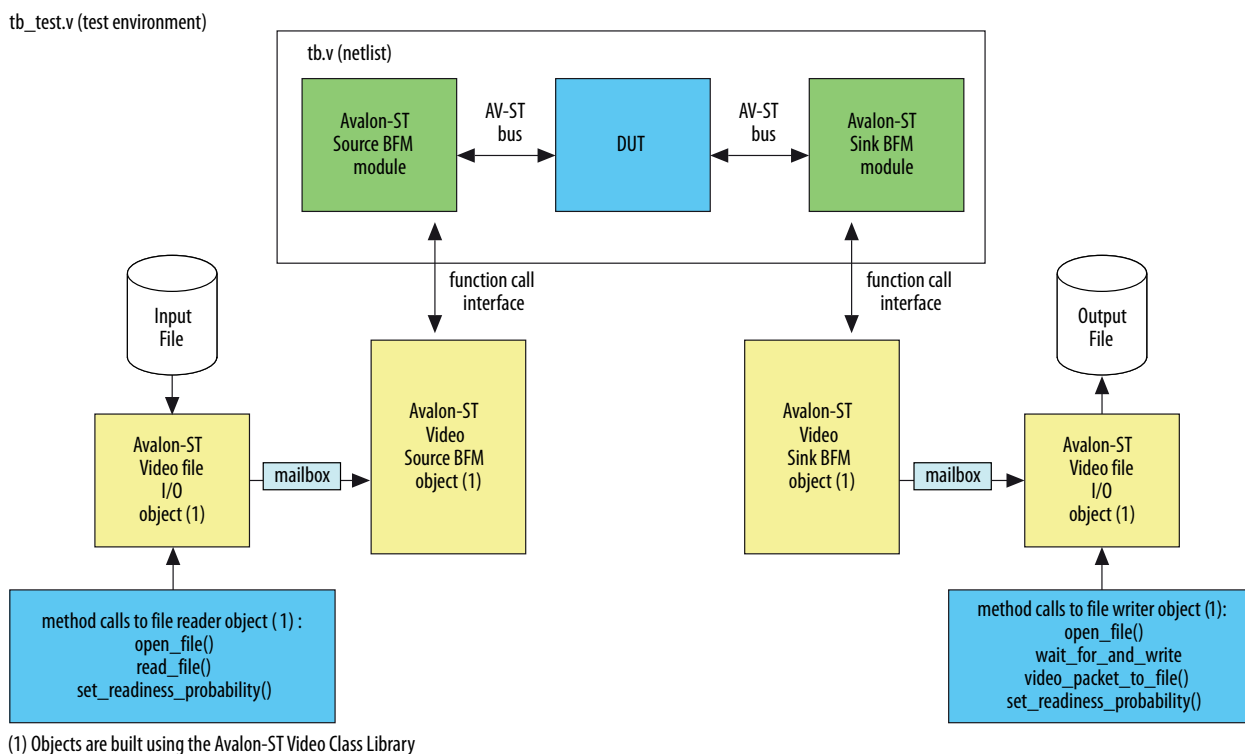 tb_test.v (test environment)
tb.v (netlist)
Avalon-ST
Source BFM
module
AV-ST
bus
DUT
AV-ST
bus
Avalon-ST
Sink BFM
module
function call
interface
function call
interface
Input
File
Output
File
Avalon-ST
Video file
I/O
object (1)
mailbox
Avalon-ST
Video
Source BFM
object (1)
Avalon-ST
Video
Sink BFM
object (1)
mailbox
Avalon-ST
Video file
I/O
object (1)
method calls to file reader object ( 1 ) :
open_file()
read_file()
set_readiness_probability()
method calls to file writer object (1):
open_file()
wait_for_and_write
video_packet_to_file()
set_readiness_probability()
(1) Objects are built using the Avalon-ST Video Class Library